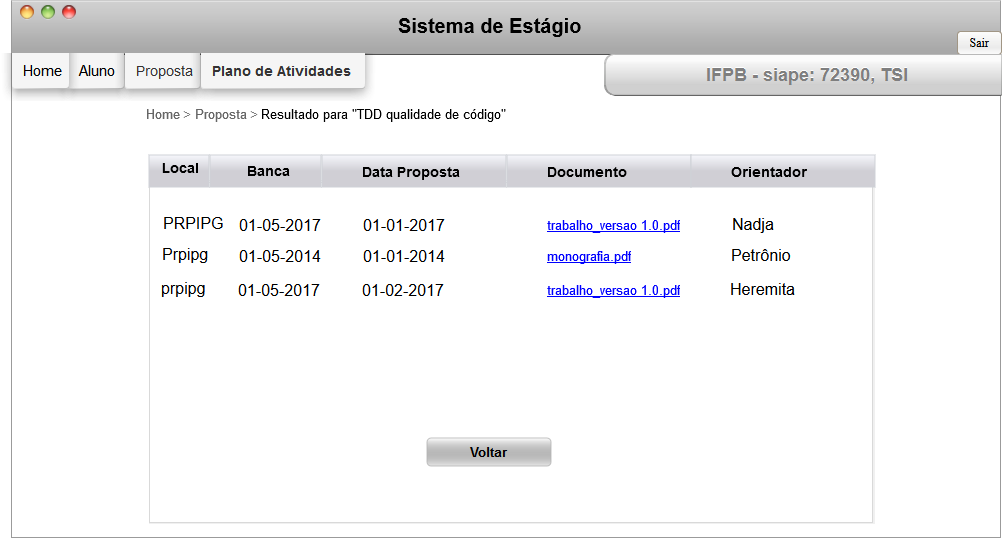 Sistema de Estágio
Sair
Home Aluno Proposta Plano de Atividades
IFPB - siape: 72390, TSI
Home > Proposta > Resultado para "TDD qualidade de código"
Local Banca Data Proposta Documento Orientador
PRPIPG 01-05-2017 01-01-2017 trabalho_versao 1.0.pdf Nadja
Prpipg 01-05-2014 01-01-2014 monografia.pdf Petrônio
prpipg 01-05-2017 01-02-2017 trabalho_versao 1.0.pdf Heremita
Voltar